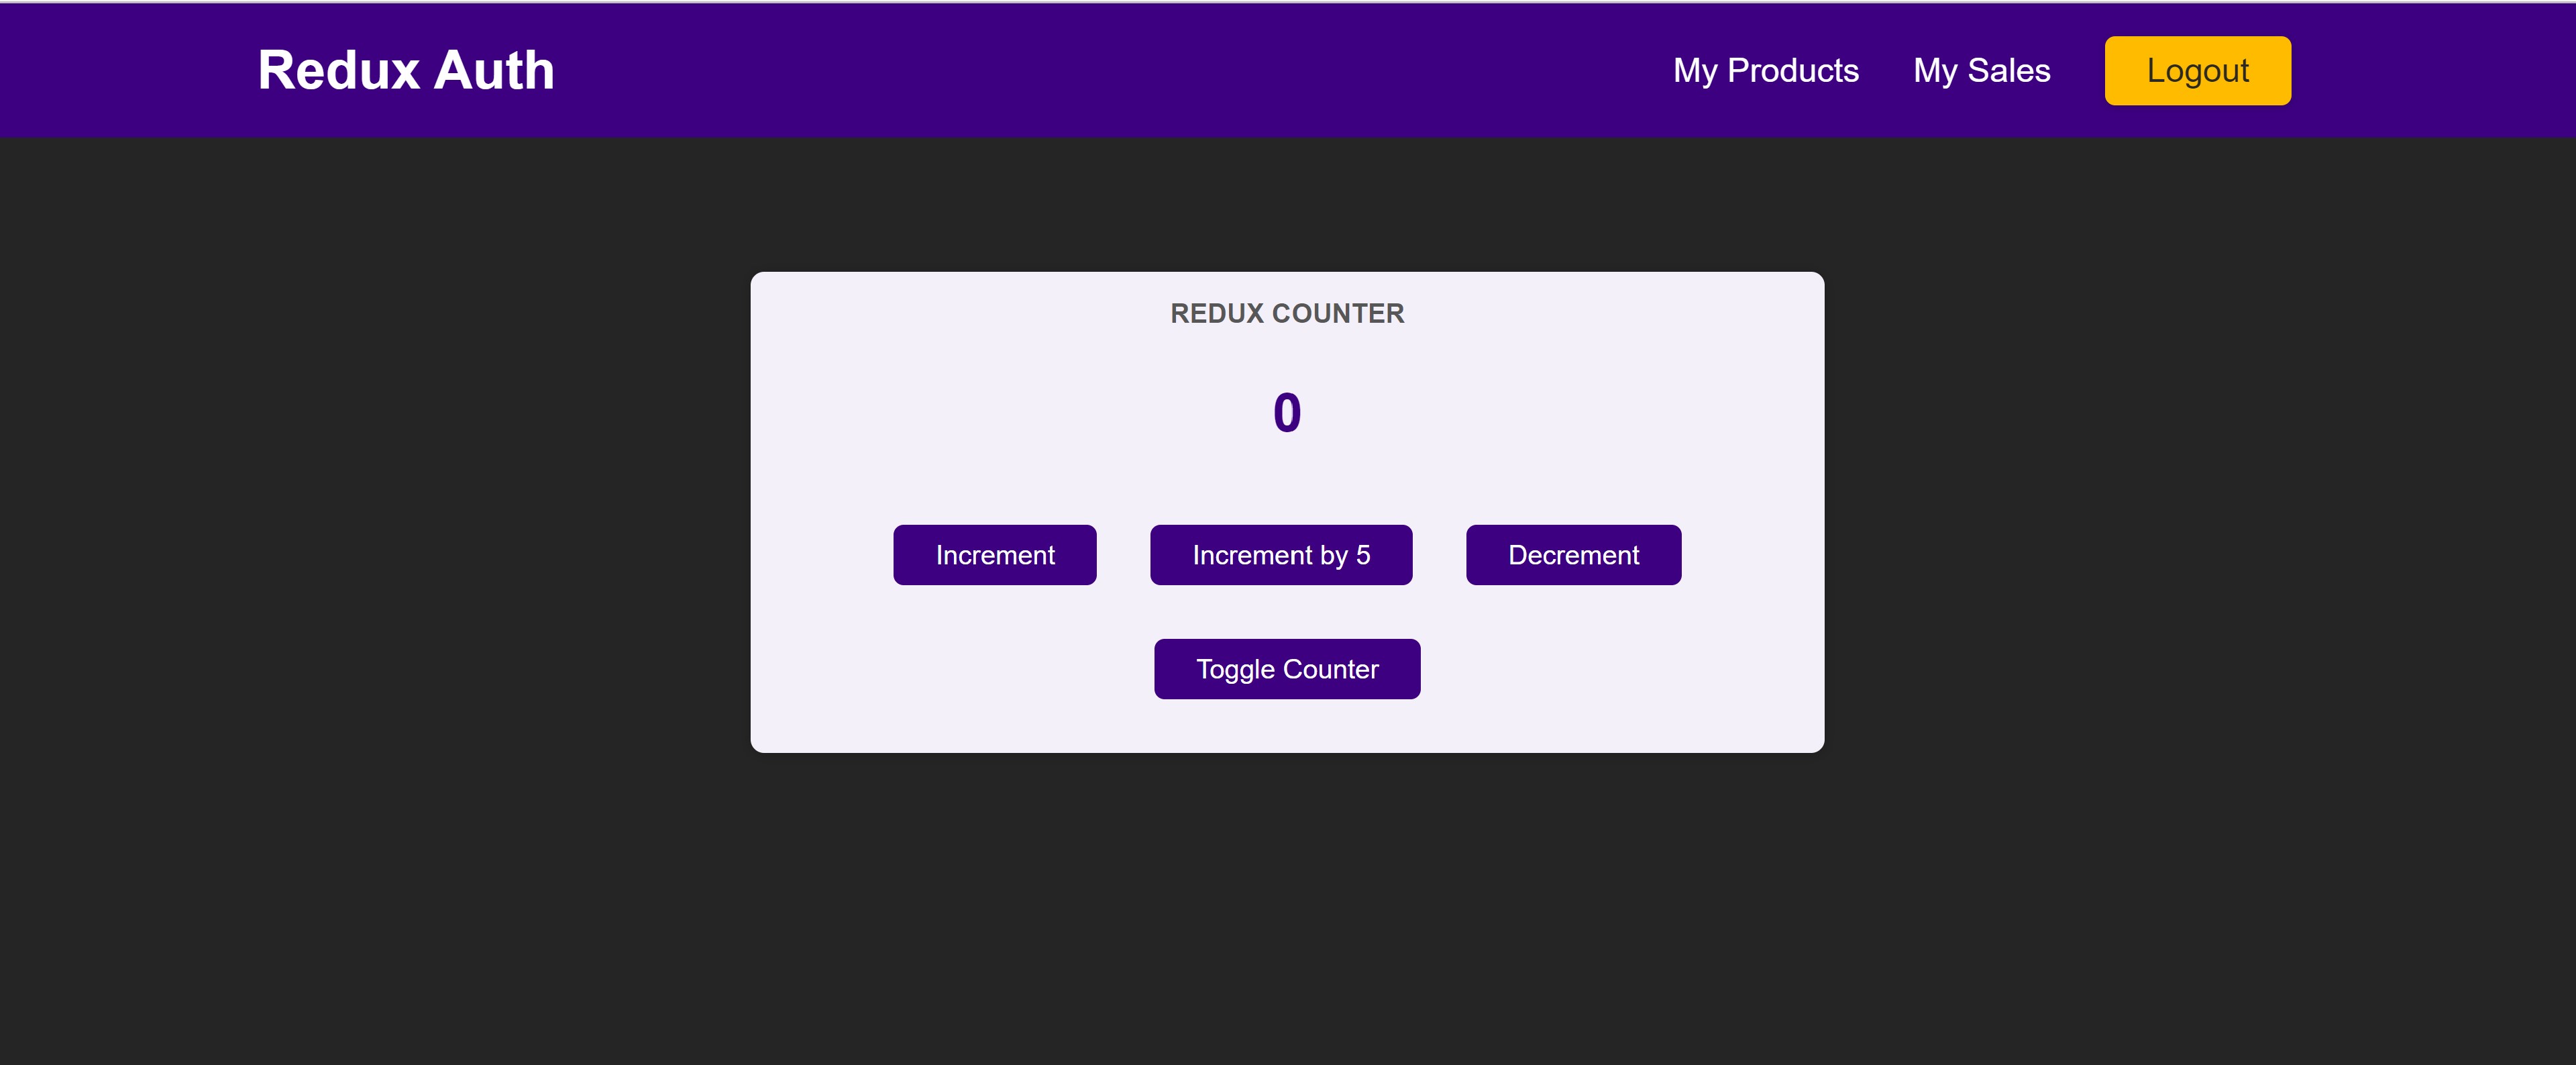 Redux Auth My Products My Sales Logout
REDUX COUNTER
0
Increment Increment by 5 Decrement
Toggle Counter